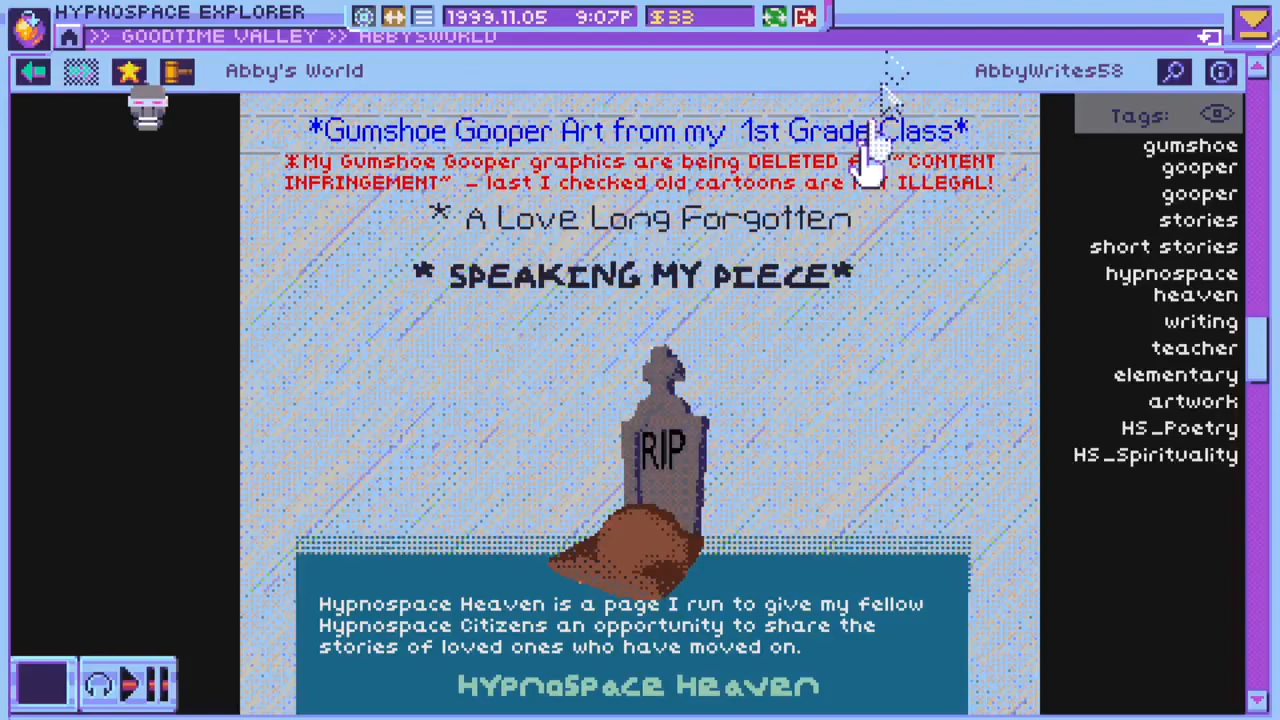 HYPNOSPACE EXPLORER
1999.11.05 9:07P
33
>> GOODTIME VALLEY >> ABBYSWORLD
Abby's World
AbbyWrites58
*Gumshoe Gooper Art from my 1st Grade Class*
*My Gumshoe Gooper graphics are being DELETED ~CONTENT
INFRINGEMENT~ - last I checked old cartoons are ILLEGAL!
* A Love Long Forgotten
* SPEAKING MY PIECE*
RIP
Hypnospace Heaven is a page I run to give my fellow
Hypnospace Citizens an opportunity to share the
stories of loved ones who have moved on.
Hypnospace Heaven
Tags:
gumshoe
gooper
gooper
stories
short stories
hypnospace
heaven
writing
teacher
elementary
artwork
HS_Poetry
HS_Spirituality